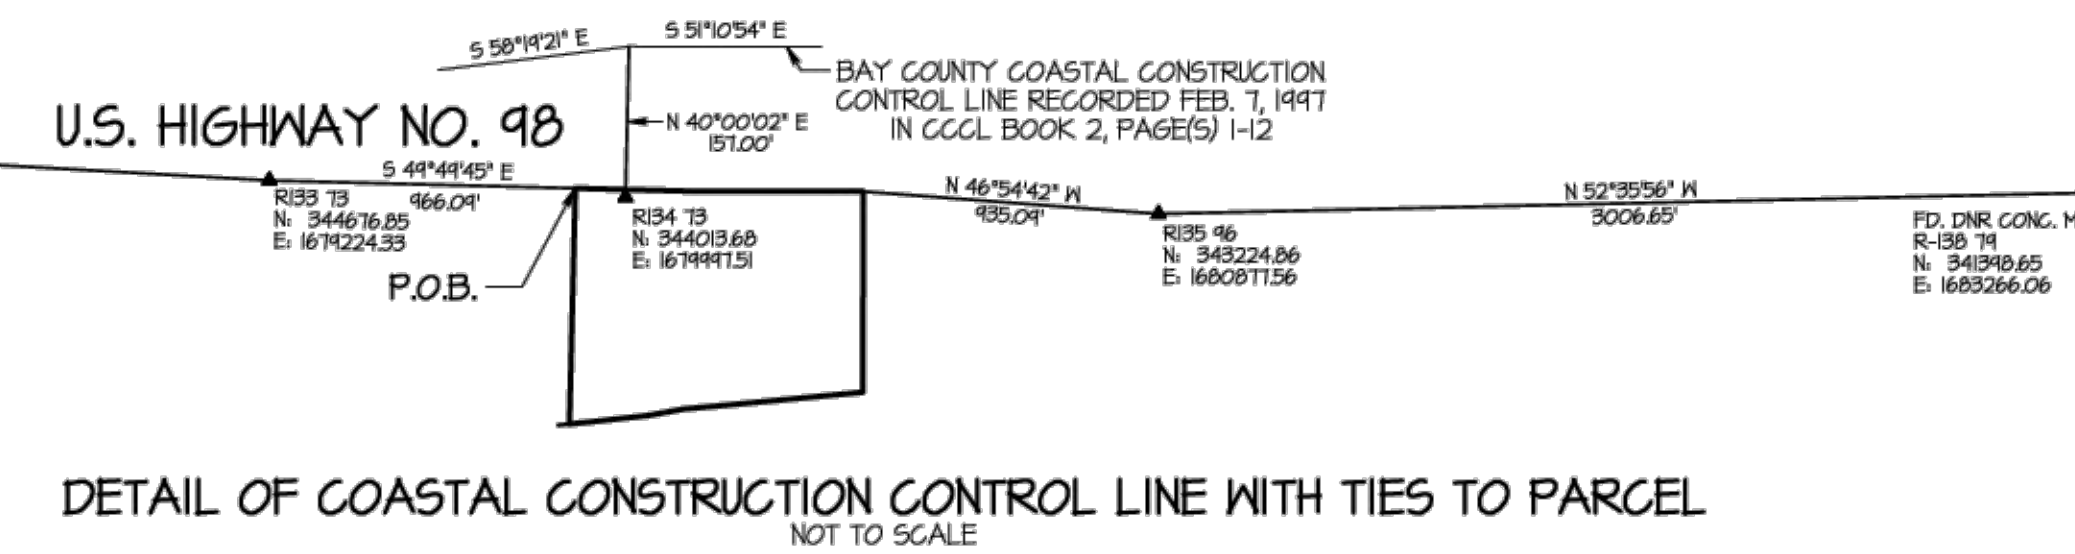 S 58°19'21" E
S 51°10'54" E
BAY COUNTY COASTAL CONSTRUCTION
CONTROL LINE RECORDED FEB. 7, 1997
IN CCCL BOOK 2, PAGE(S) 1-12
U.S. HIGHWAY NO. 98
N 40°00'02" E
157.00'
S 49°49'45" E
966.09'
R133 73
N: 344676.85
E: 1679224.33
P.O.B.
R134 73
N: 344013.68
E: 1679997.51
N 46°54'42" W
935.09'
R135 96
N: 343224.86
E: 1680877.56
N 52°35'56" W
3006.65'
FD. DNR CONC. M
R-138 79
N: 341398.65
E: 1683266.06
DETAIL OF COASTAL CONSTRUCTION CONTROL LINE WITH TIES TO PARCEL
NOT TO SCALE